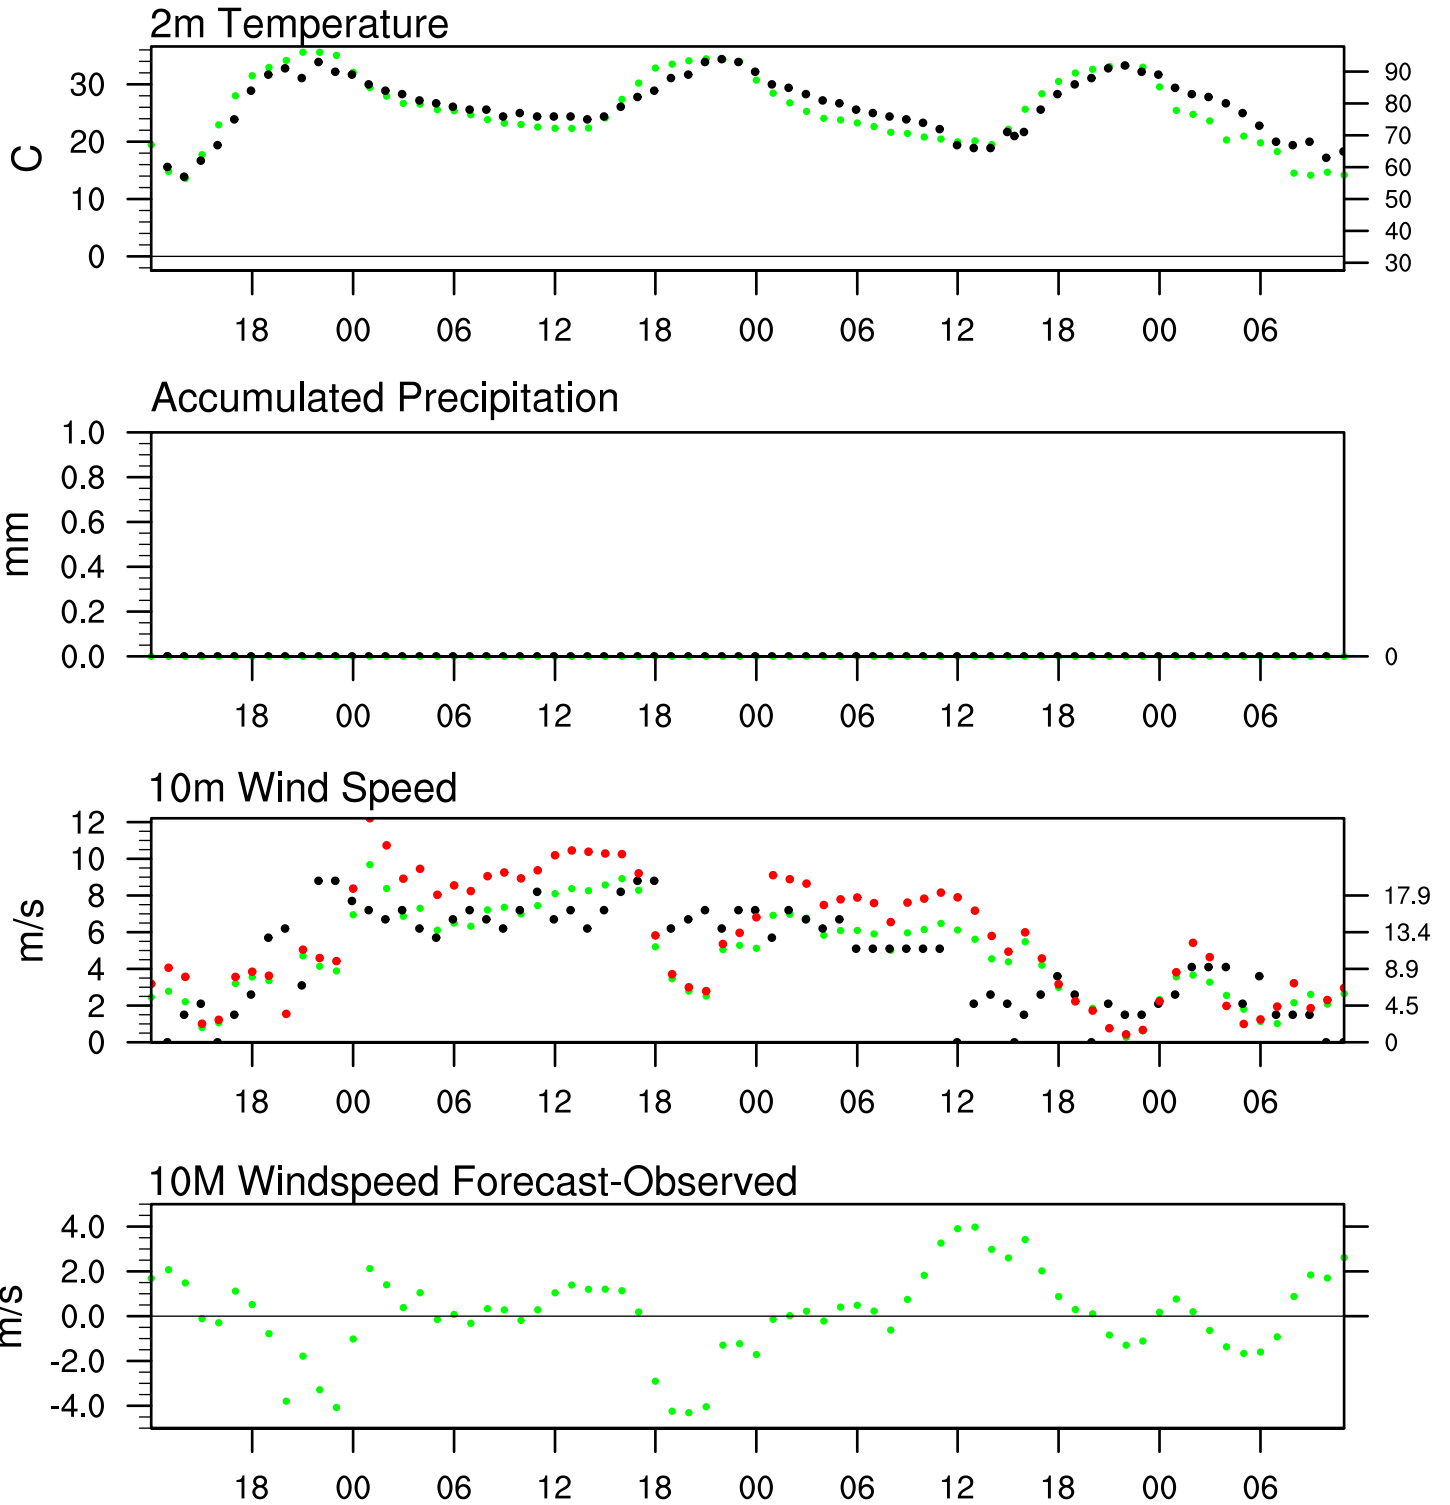 2m Temperature
30
20
10
0
C
90
80
70
60
50
40
30
18 00 06 12 18 00 06 12 18 00 06
Accumulated Precipitation
1.0
0.8
0.6
0.4
0.2
0.0
mm
0
18 00 06 12 18 00 06 12 18 00 06
10m Wind Speed
12
10
8
6
4
2
0
m/s
17.9
13.4
8.9
4.5
0
18 00 06 12 18 00 06 12 18 00 06
10M Windspeed Forecast-Observed
4.0
2.0
0.0
-2.0
-4.0
m/s
18 00 06 12 18 00 06 12 18 00 06